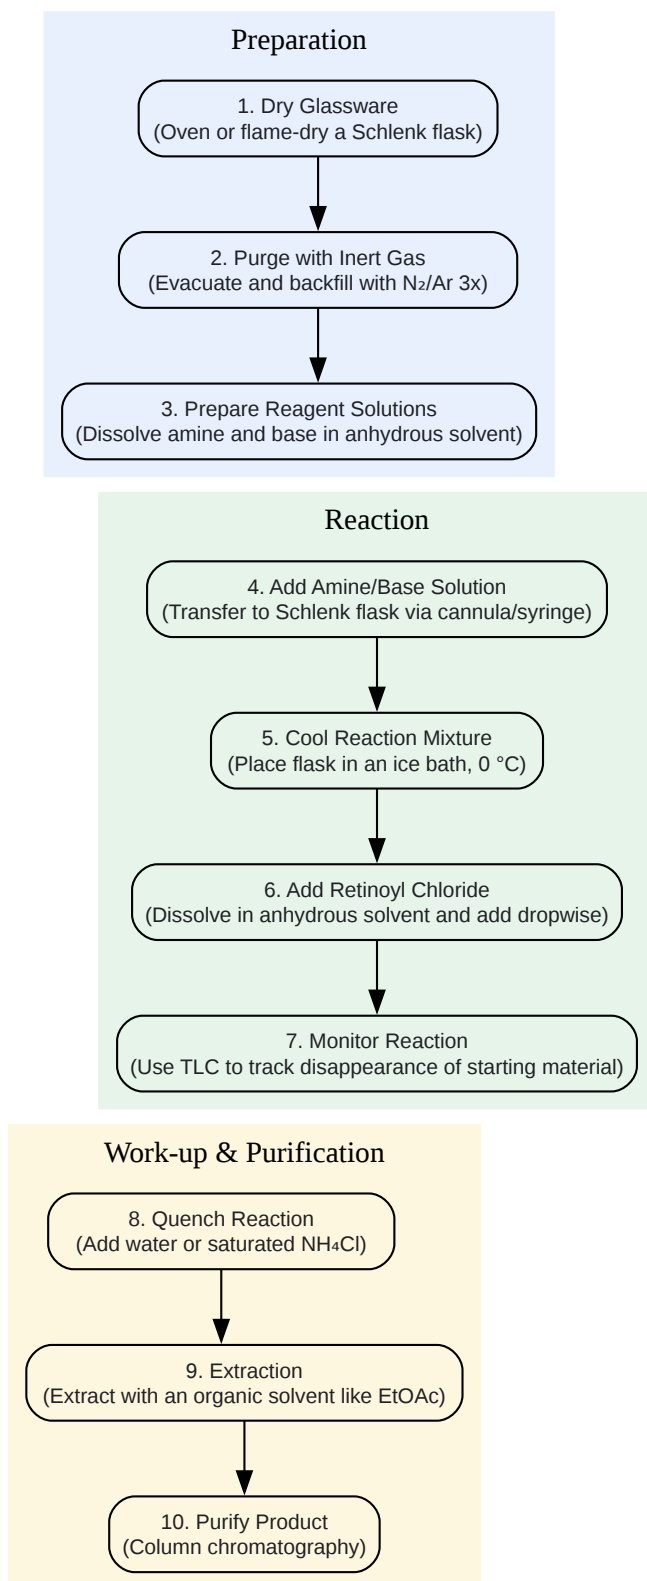 Preparation
1. Dry Glassware
(Oven or flame-dry a Schlenk flask)
2. Purge with Inert Gas
(Evacuate and backfill with N₂/Ar 3x)
3. Prepare Reagent Solutions
(Dissolve amine and base in anhydrous solvent)
Reaction
4. Add Amine/Base Solution
(Transfer to Schlenk flask via cannula/syringe)
5. Cool Reaction Mixture
(Place flask in an ice bath, 0 °C)
6. Add Retinoyl Chloride
(Dissolve in anhydrous solvent and add dropwise)
7. Monitor Reaction
(Use TLC to track disappearance of starting material)
Work-up & Purification
8. Quench Reaction
(Add water or saturated NH₄Cl)
9. Extraction
(Extract with an organic solvent like EtOAc)
10. Purify Product
(Column chromatography)